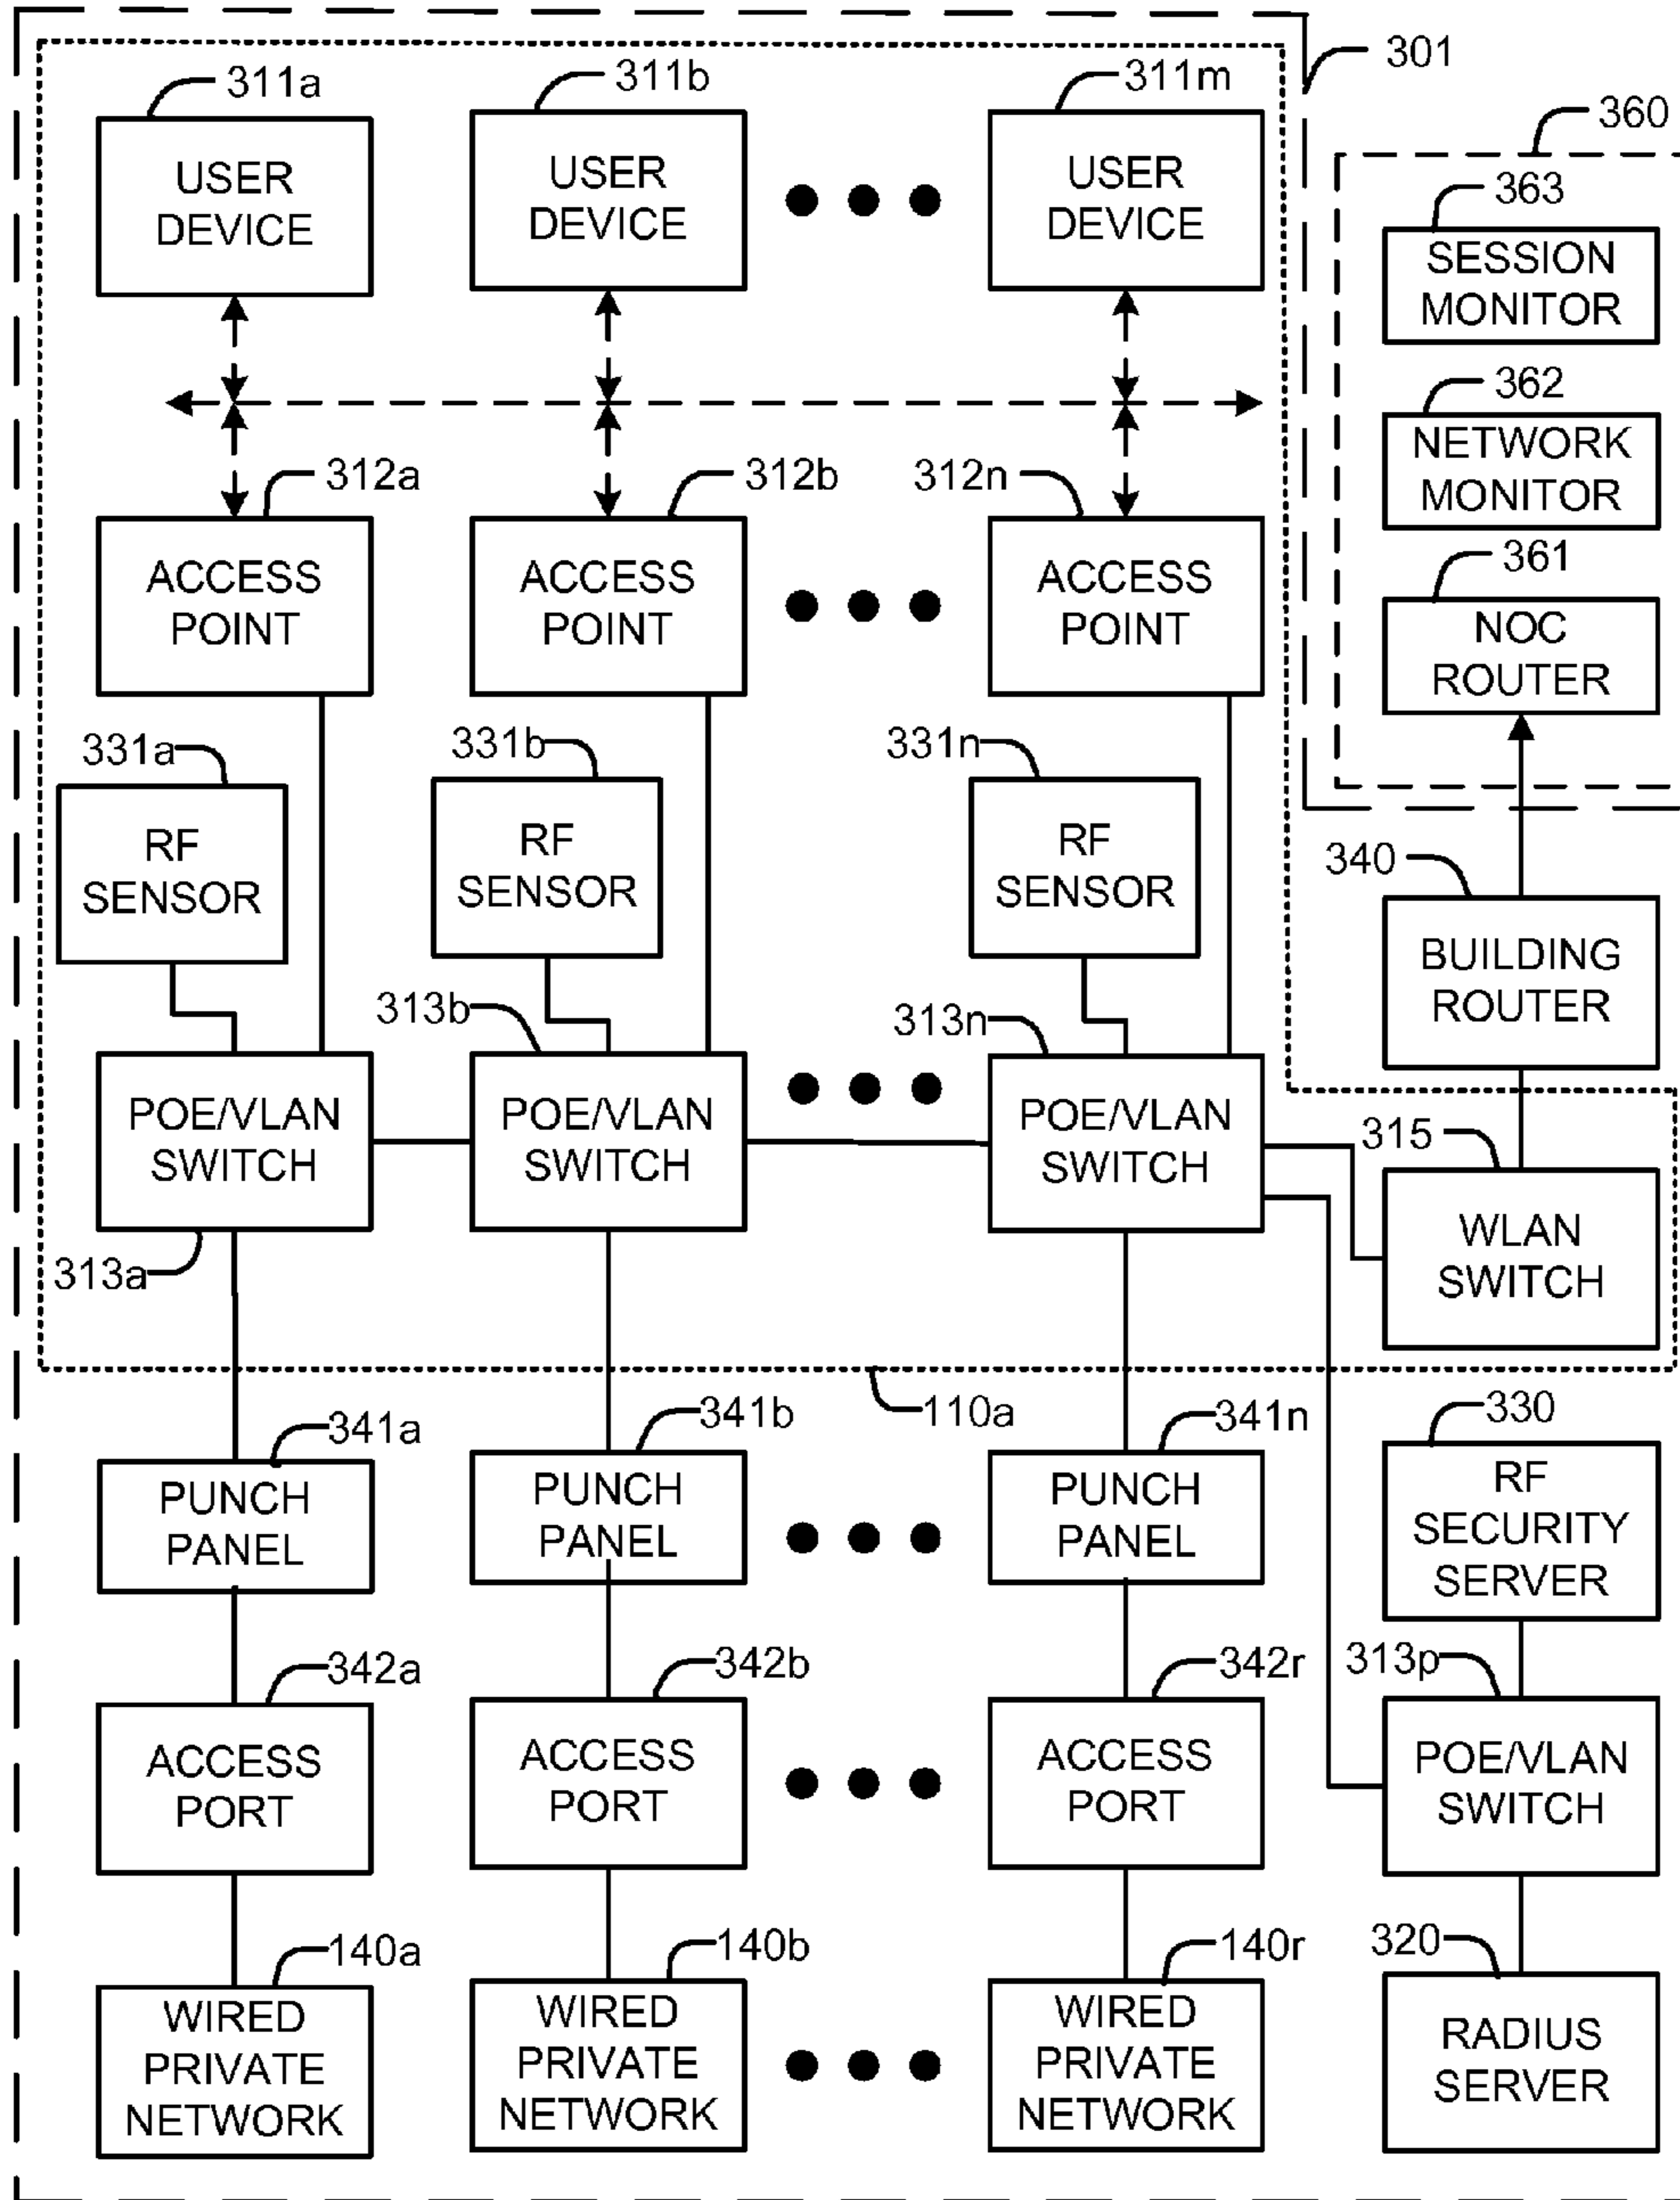 301
360
311a
311b
311m
USER
DEVICE
USER
DEVICE
USER
DEVICE
363
SESSION
MONITOR
362
NETWORK
MONITOR
361
NOC
ROUTER
312a
312b
312n
ACCESS
POINT
ACCESS
POINT
ACCESS
POINT
331a
331b
331n
RF
SENSOR
RF
SENSOR
RF
SENSOR
340
BUILDING
ROUTER
313b
313n
POE/VLAN
SWITCH
POE/VLAN
SWITCH
POE/VLAN
SWITCH
313a
315
WLAN
SWITCH
110a
341a
341b
341n
PUNCH
PANEL
PUNCH
PANEL
PUNCH
PANEL
330
RF
SECURITY
SERVER
342a
342b
342r
ACCESS
PORT
ACCESS
PORT
ACCESS
PORT
313p
POE/VLAN
SWITCH
140a
140b
140r
WIRED
PRIVATE
NETWORK
WIRED
PRIVATE
NETWORK
WIRED
PRIVATE
NETWORK
320
RADIUS
SERVER